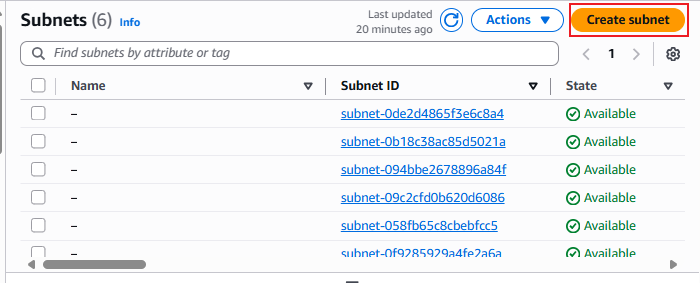 Subnets (6) Info
Last updated
20 minutes ago
Actions
Create subnet
Find subnets by attribute or tag
1
Name Subnet ID State
– subnet-0de2d4865f3e6c8a4 Available
– subnet-0b18c38ac85d5021a Available
– subnet-094bbe2678896a84f Available
– subnet-09c2cfd0b620d6086 Available
– subnet-058fb65c8cbebfcc5 Available
– subnet-0f9285929a4fe2a6a Available